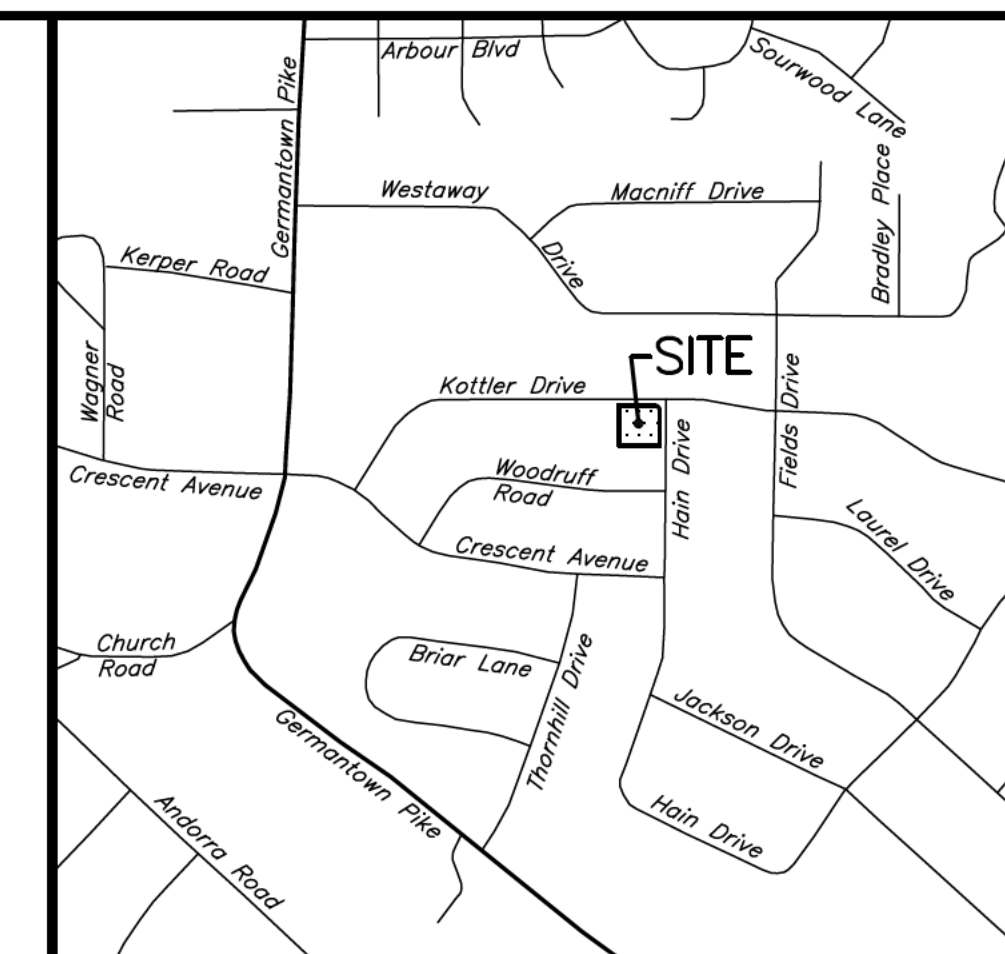 Arbour Blvd
Sourwood Lane
Germantown Pike
Westaway
Drive
Macniff Drive
Bradley Place
Kerper Road
SITE
Wagner
Road
Kottler Drive
Fields Drive
Hain Drive
Woodruff
Road
Crescent Avenue
Laurel Drive
Crescent Avenue
Church
Road
Briar Lane
Thornhill Drive
Jackson Drive
Germantown Pike
Hain Drive
Andorra Road